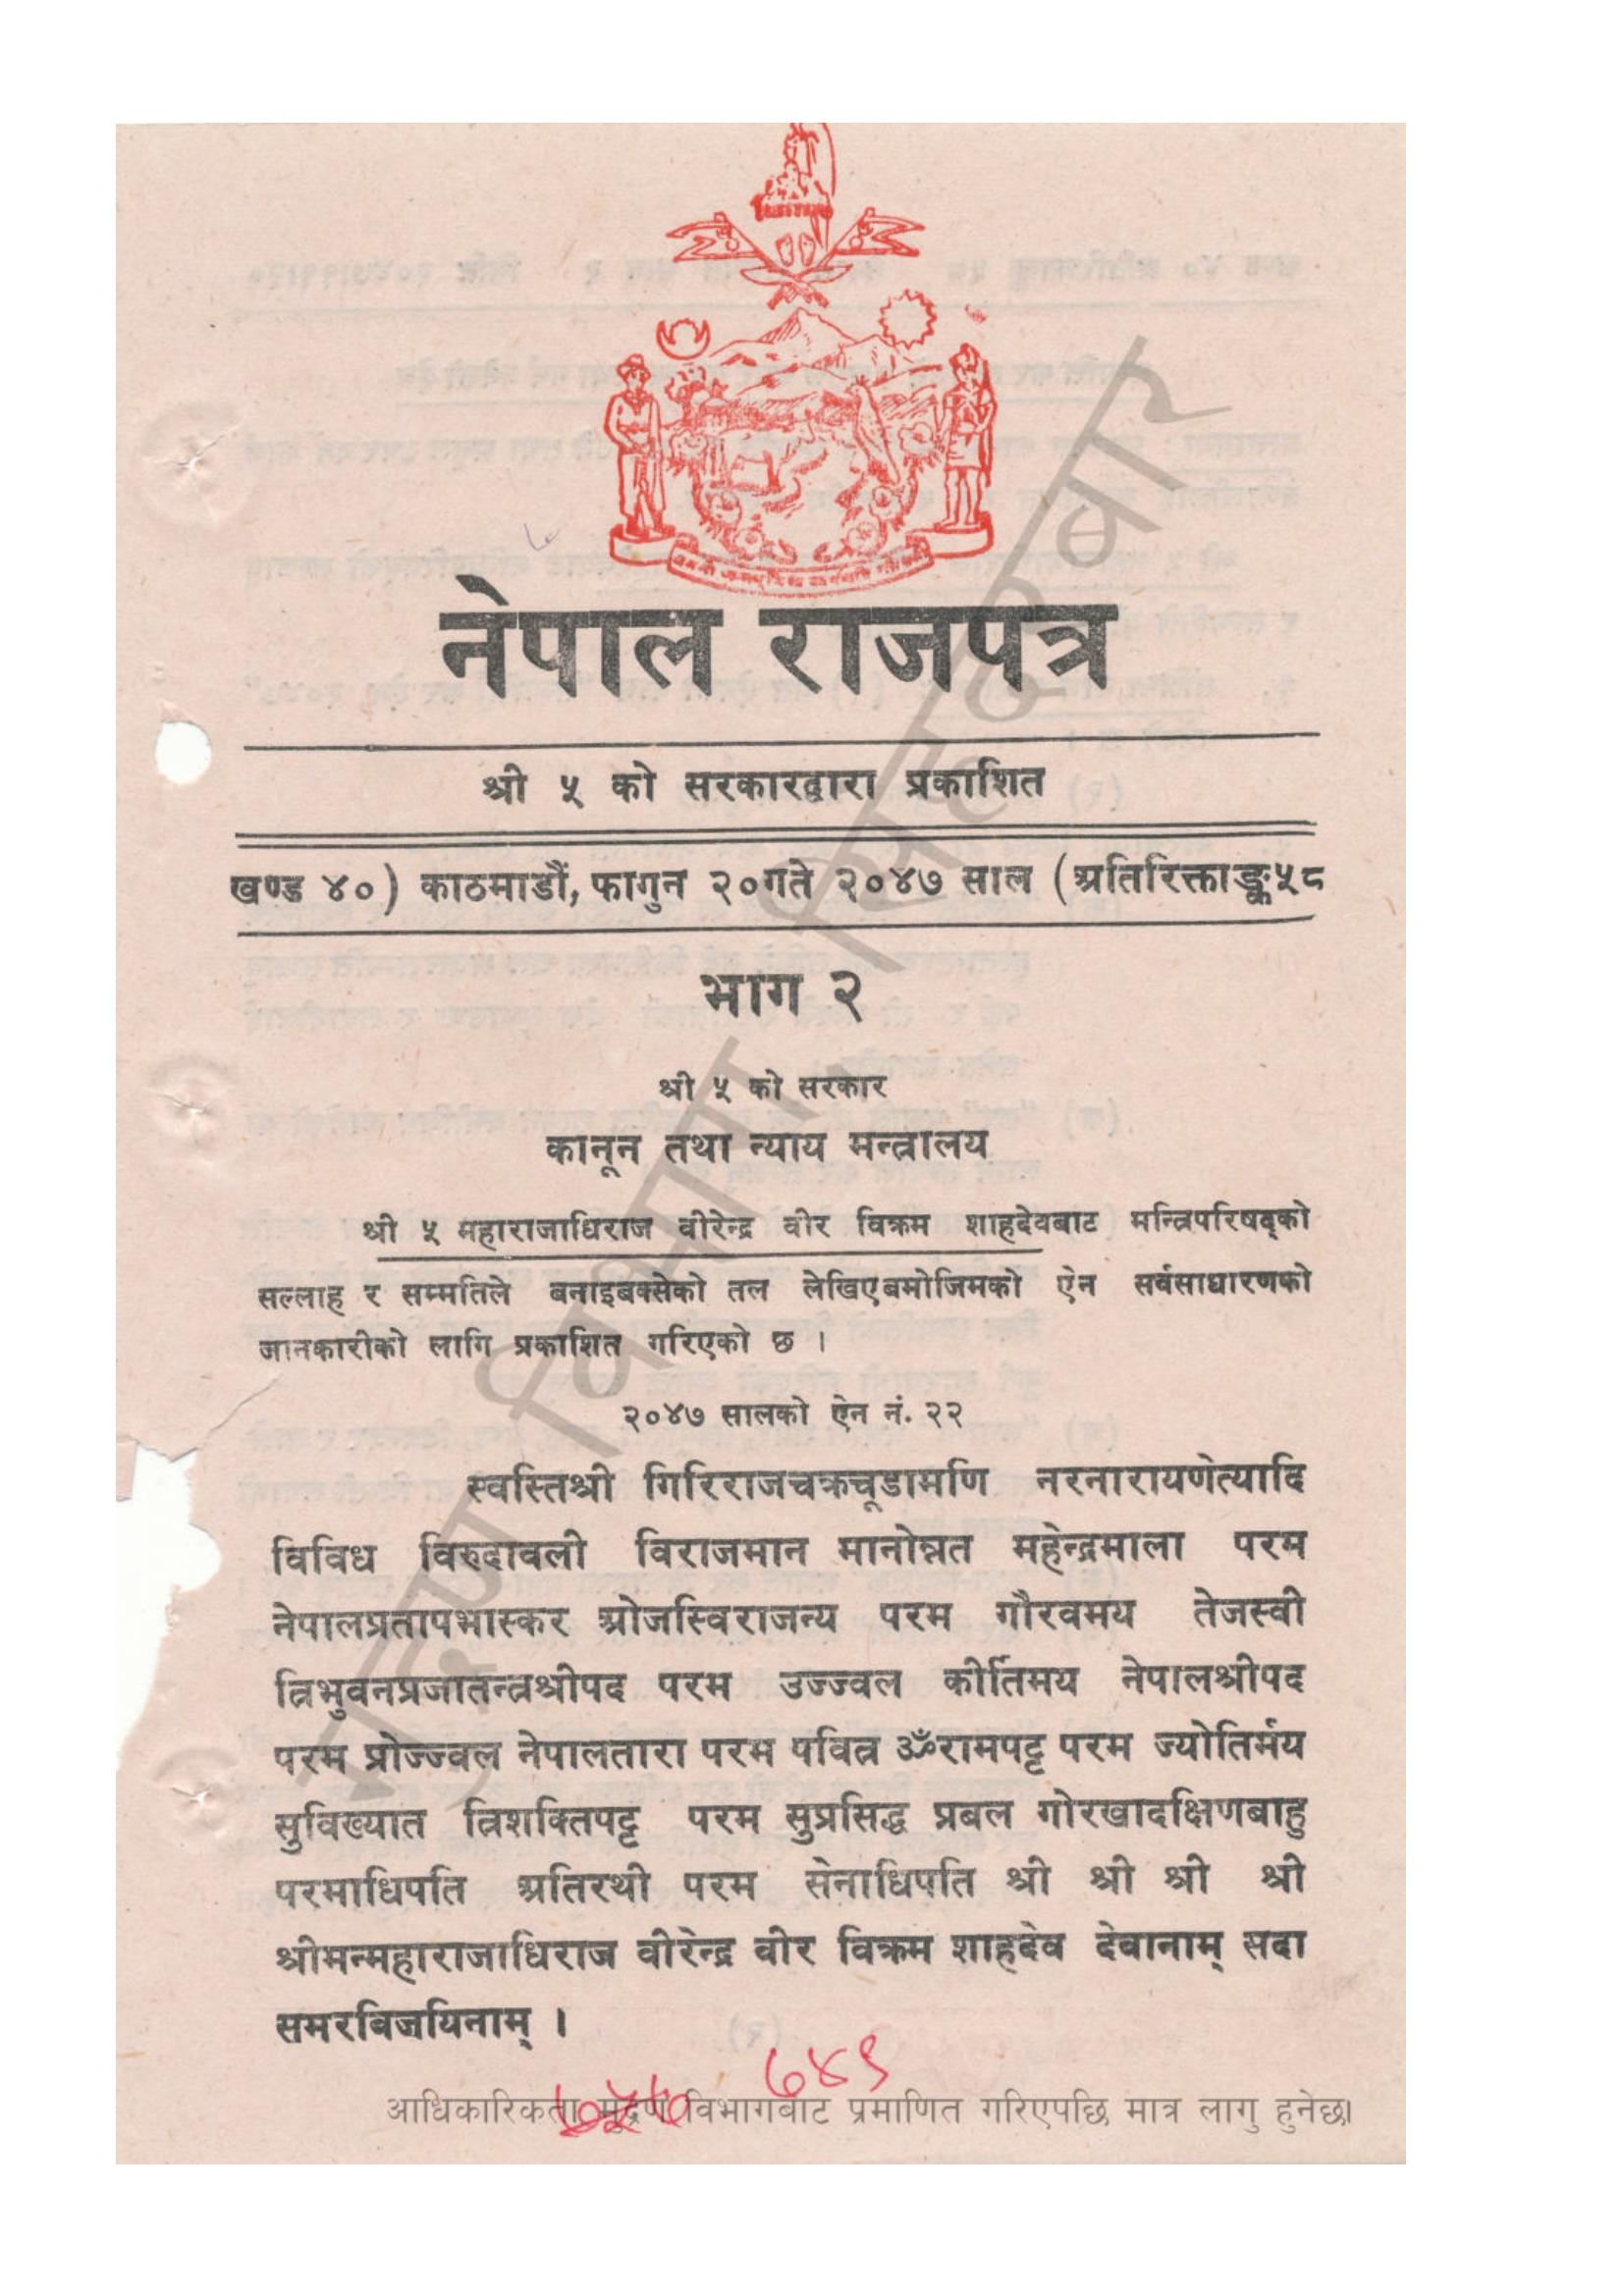 नेपाल राजपत्र
श्री ५ को सरकारद्वारा प्रकाशित
खण्ड ४०) काठमाडौं, फागुन २०गते २०४७ साल (अतिरिक्ताङ्क५८
भाग २
श्री ५ को सरकार
कानून तथा न्याय मन्त्रालय
श्री ५ महाराजाधिराज वीरेन्द्र वीर विक्रम शाहदेवबाट मन्त्रिपरिषद्को
सल्लाह र सम्मतिले बनाइबक्सेको तल लेखिएबमोजिमको ऐन सर्वसाधारणको
जानकारीको लागि प्रकाशित गरिएको छ ।
२०४७ सालको ऐन नं. २२
स्वस्तिश्री गिरिराजचक्रचूडामणि नरनारायणेत्यादि
विविध विरुदावली विराजमान मानोन्नत महेन्द्रमाला परम
नेपालप्रतापभास्कर ओजस्विराजन्य परम गौरवमय तेजस्वी
त्रिभुवनप्रजातन्त्रश्रीपद परम उज्ज्वल कीर्तिमय नेपालश्रीपद
परम प्रोज्ज्वल नेपालतारा परम पवित्र ॐरामपट्ट परम ज्योतिर्मय
सुविख्यात त्रिशक्तिपट्ट परम सुप्रसिद्ध प्रबल गोरखादक्षिणबाहु
परमाधिपति अतिरथी परम सेनाधिपति श्री श्री श्री श्री
श्रीमन्महाराजाधिराज वीरेन्द्र वीर विक्रम शाहदेव देवानाम् सदा
समरविजयिनाम् ।
७४९
आधिकारिकता मुद्रण विभागबाट प्रमाणित गरिएपछि मात्र लागु हुनेछ।
मुद्रण विभाग, सिंहदरबार